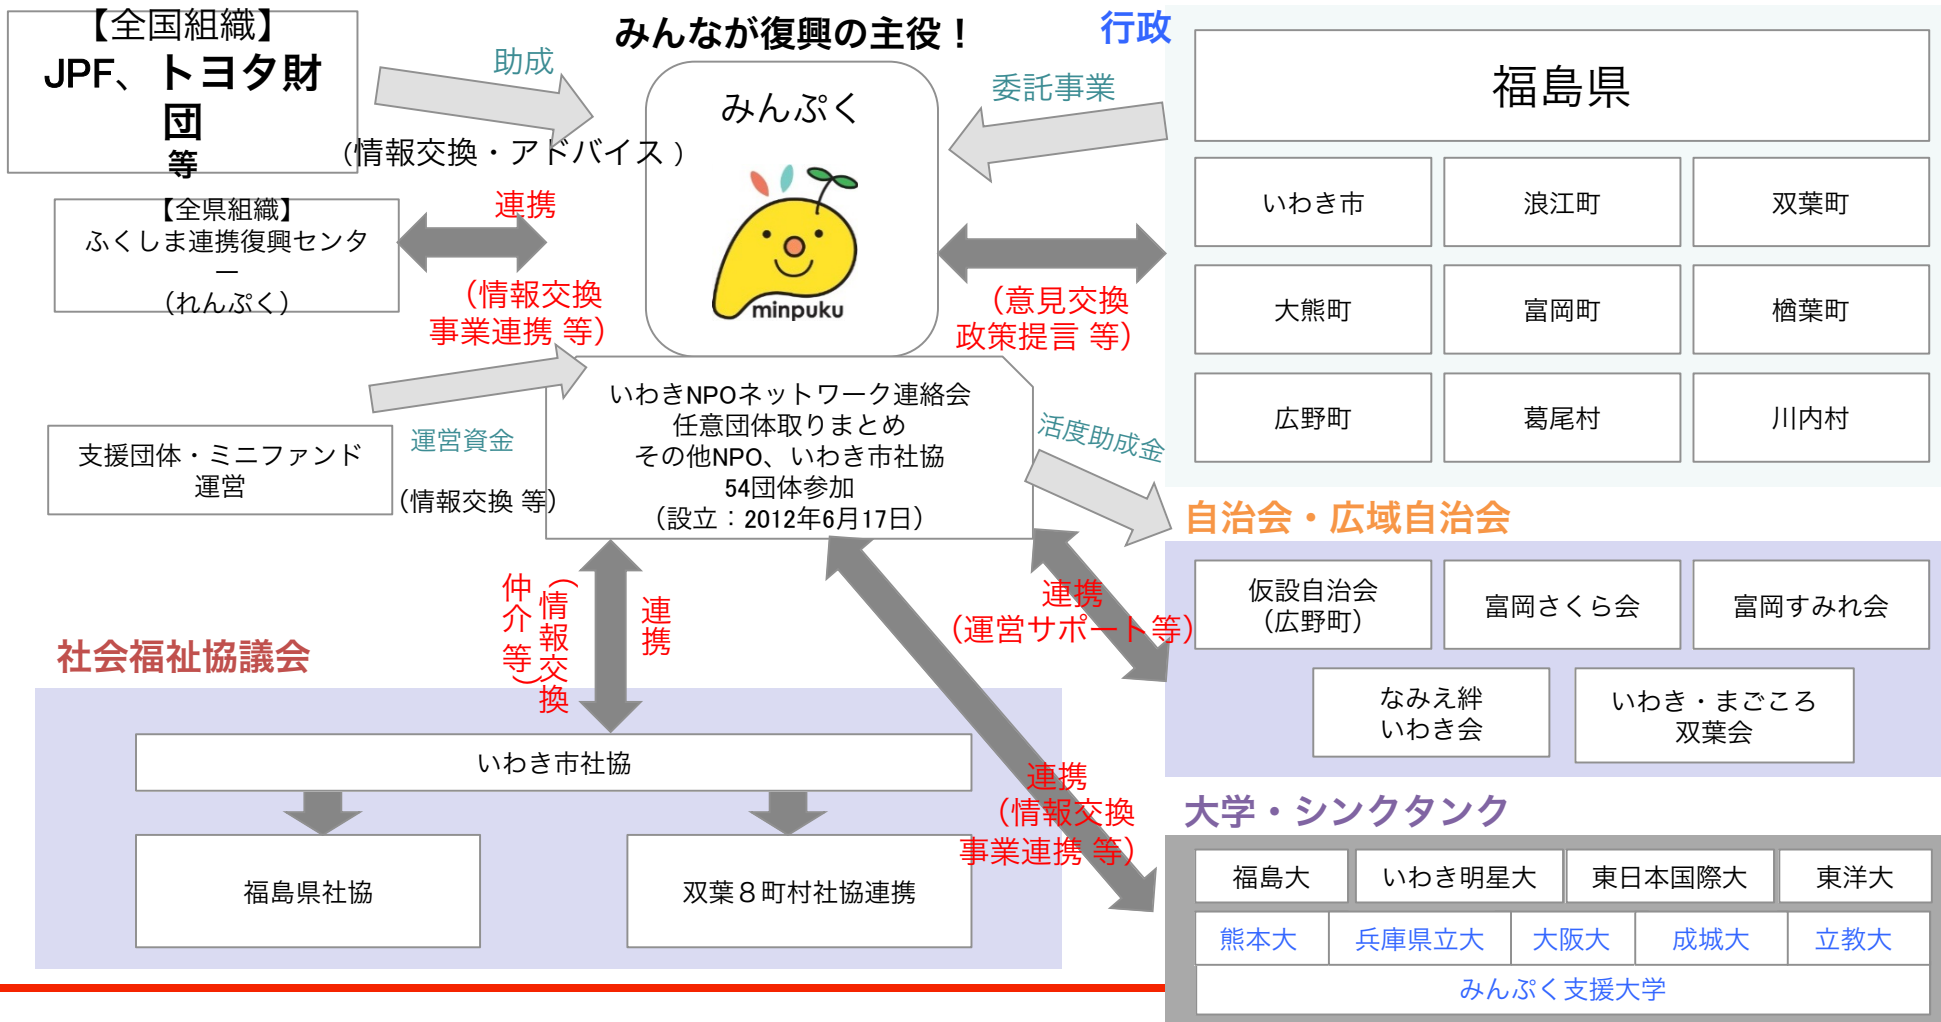 【全国組織】
JPF、トヨタ財
団
等
助成
(情報交換・アドバイス )
みんなが復興の主役！
みんぷく
minpuku
行政
委託事業
福島県
いわき市
浪江町
双葉町
大熊町
富岡町
楢葉町
広野町
葛尾村
川内村
【全県組織】
ふくしま連携復興センタ
ー
（れんぷく）
連携
（情報交換
事業連携 等）
（意見交換
政策提言 等）
支援団体・ミニファンド
運営
運営資金
（情報交換 等）
いわきNPOネットワーク連絡会
任意団体取りまとめ
その他NPO、いわき市社協
54団体参加
（設立：2012年6月17日）
活度助成金
自治会・広域自治会
仮設自治会
（広野町）
富岡さくら会
富岡すみれ会
なみえ絆
いわき会
いわき・まごころ
双葉会
連携
（運営サポート等）
連携
（情報交換
仲介 等）
社会福祉協議会
いわき市社協
福島県社協
双葉８町村社協連携
連携
（情報交換
事業連携 等）
大学・シンクタンク
福島大
いわき明星大
東日本国際大
東洋大
熊本大
兵庫県立大
大阪大
成城大
立教大
みんぷく支援大学